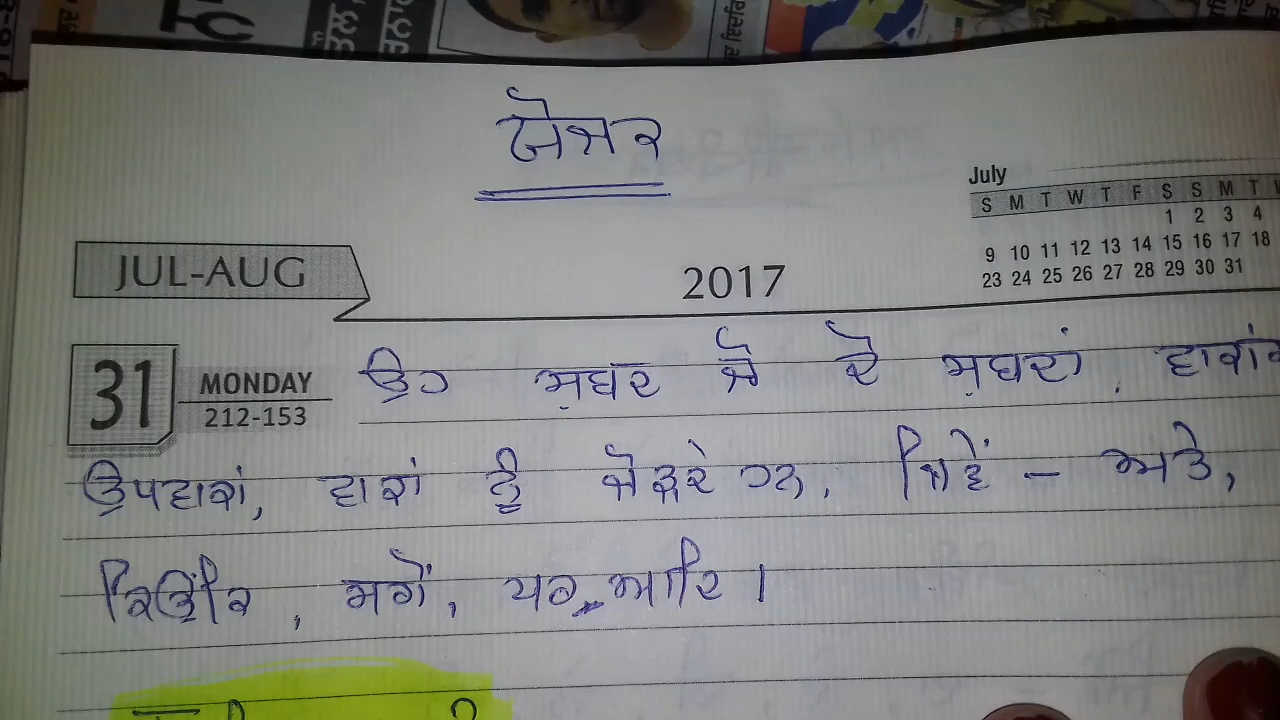 ਯੋਜਕ
July
S M T W T F S S M T
1 2 3 4
9 10 11 12 13 14 15 16 17 18
23 24 25 26 27 28 29 30 31
JUL-AUG
2017
31 MONDAY
212-153
ਉਹ ਸ਼ਬਦ ਜੋ ਦੋ ਸ਼ਬਦਾਂ,
ਉਪਵਾਕਾਂ, ਵਾਕਾਂ ਨੂੰ ਜੋੜਦੇ ਹਨ, ਜਿਵੇਂ - ਅਤੇ,
ਕਿਉਂਕਿ, ਸਗੋਂ, ਪਰ ਆਦਿ।